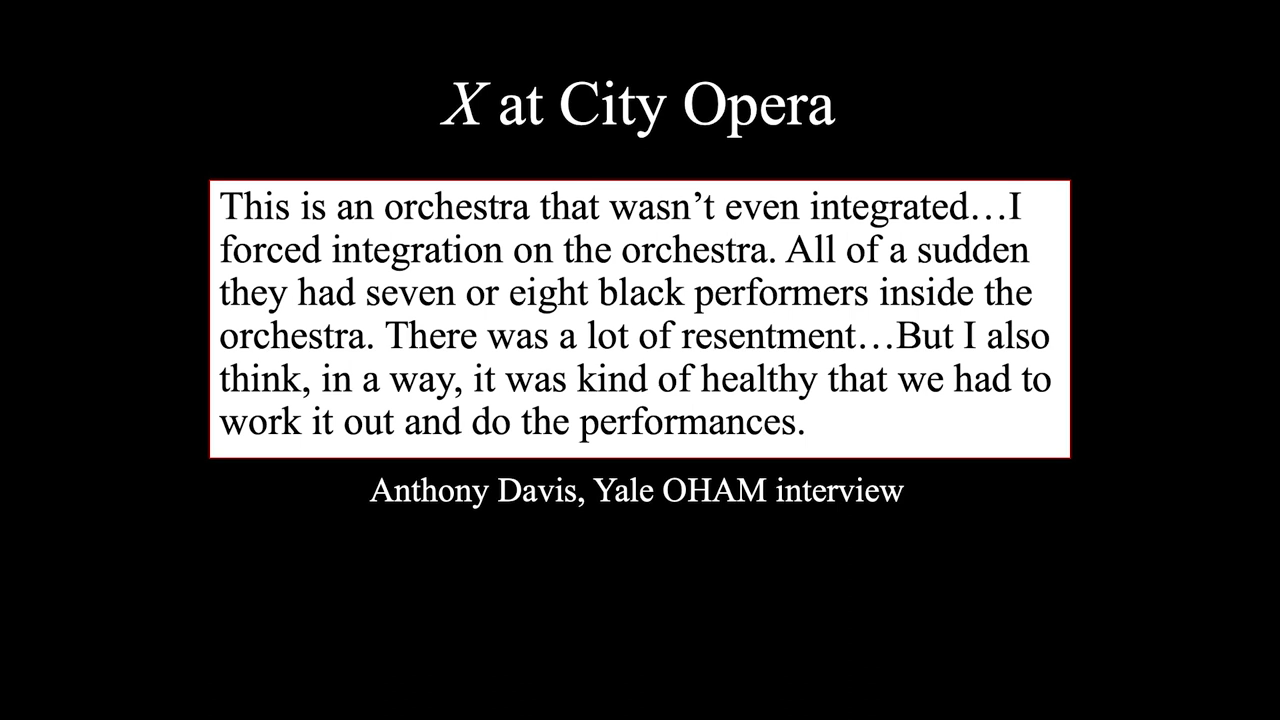 X at City Opera
This is an orchestra that wasn’t even integrated…I
forced integration on the orchestra. All of a sudden
they had seven or eight black performers inside the
orchestra. There was a lot of resentment…But I also
think, in a way, it was kind of healthy that we had to
work it out and do the performances.
Anthony Davis, Yale OHAM interview